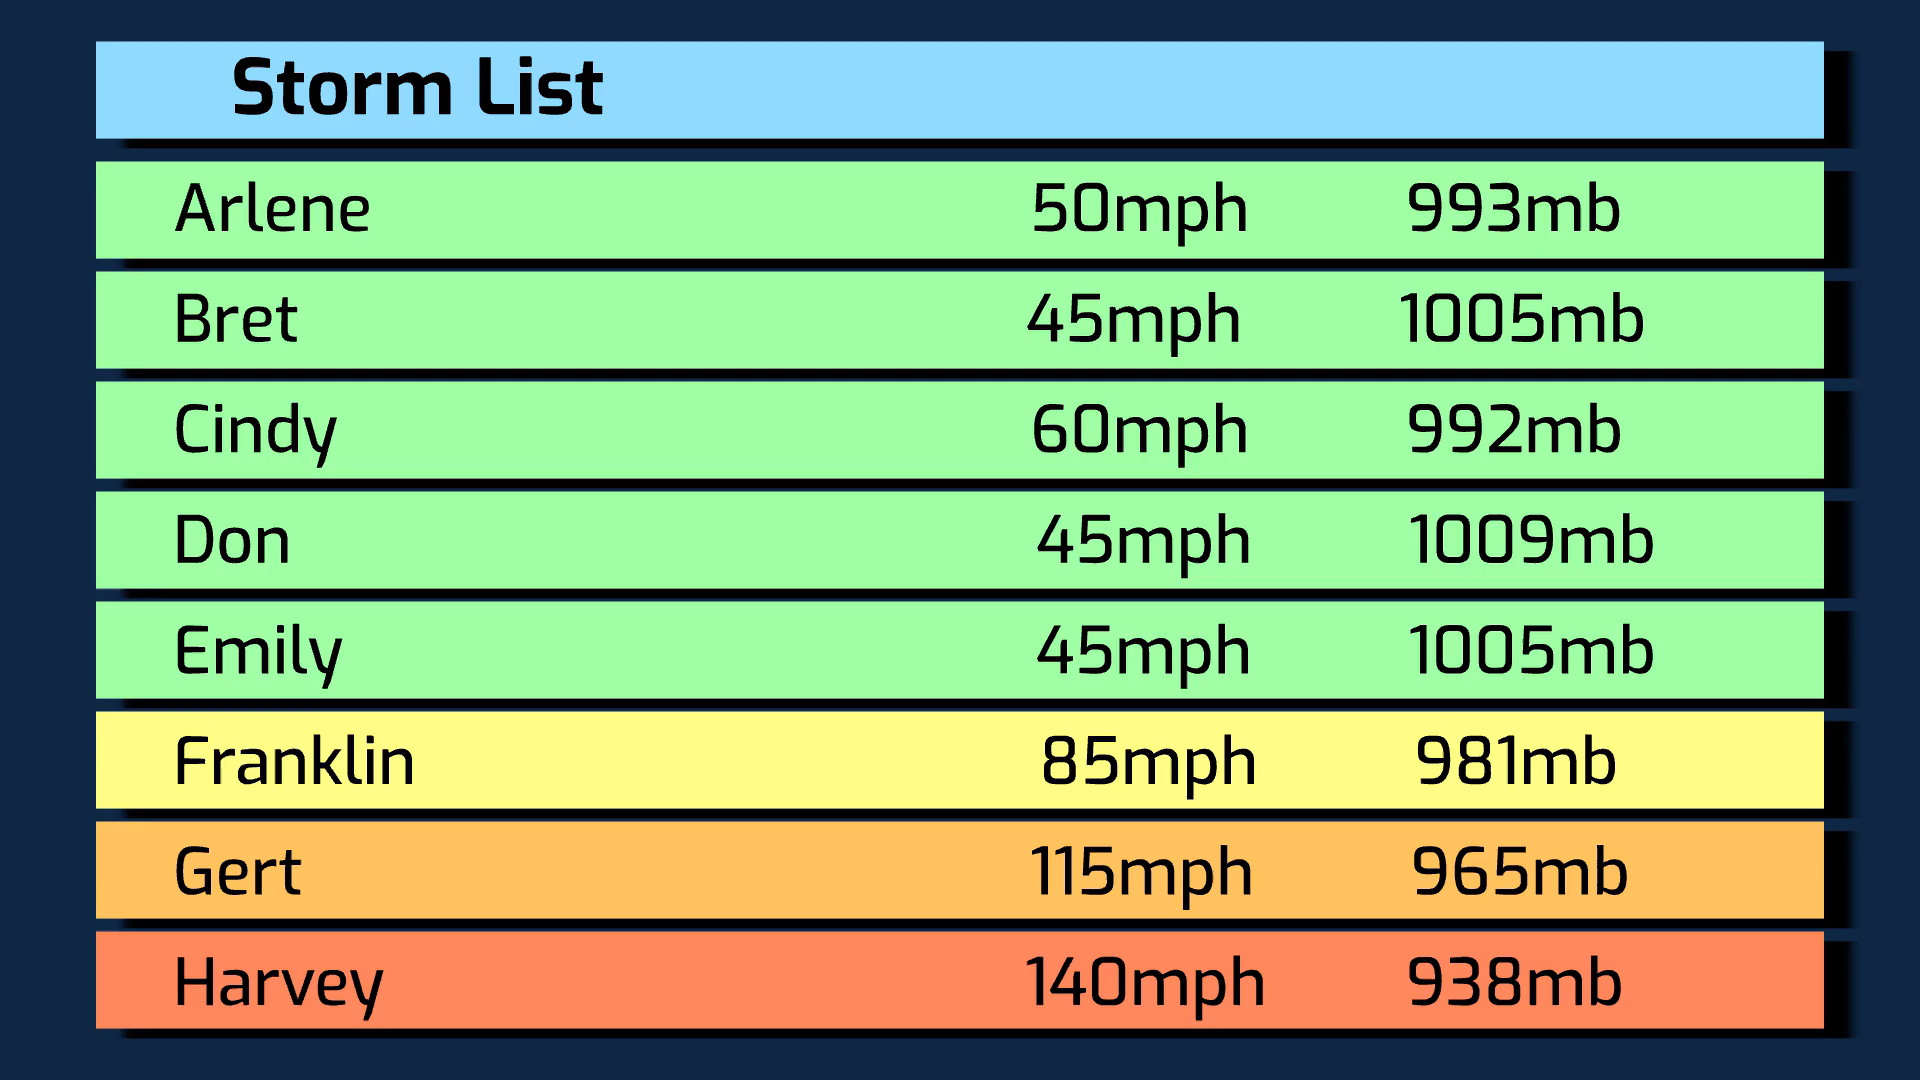 Storm List
Arlene 50mph 993mb
Bret 45mph 1005mb
Cindy 60mph 992mb
Don 45mph 1009mb
Emily 45mph 1005mb
Franklin 85mph 981mb
Gert 115mph 965mb
Harvey 140mph 938mb